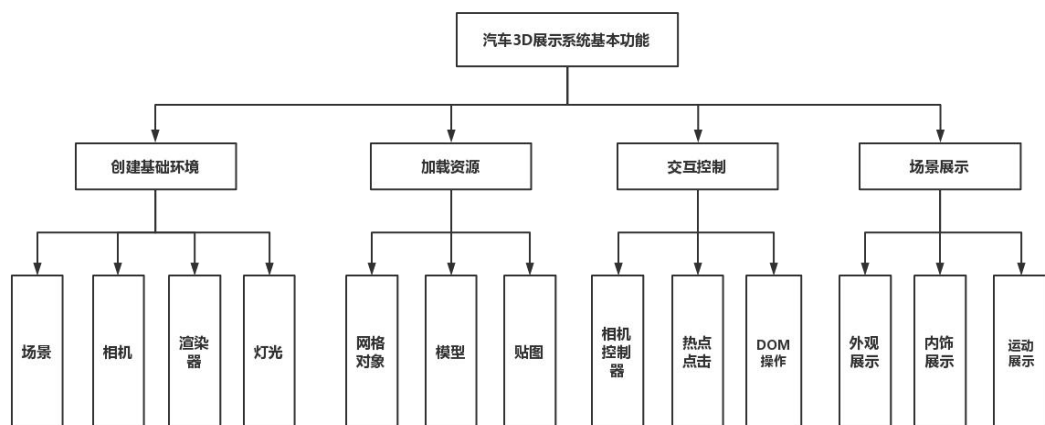 汽车3D展示系统基本功能
创建基础环境
加载资源
交互控制
场景展示
场景
相机
渲染
器
灯光
网格
对象
模型
贴图
相机
控制
器
热点
点击
DOM
操作
外观
展示
内饰
展示
运动
展示